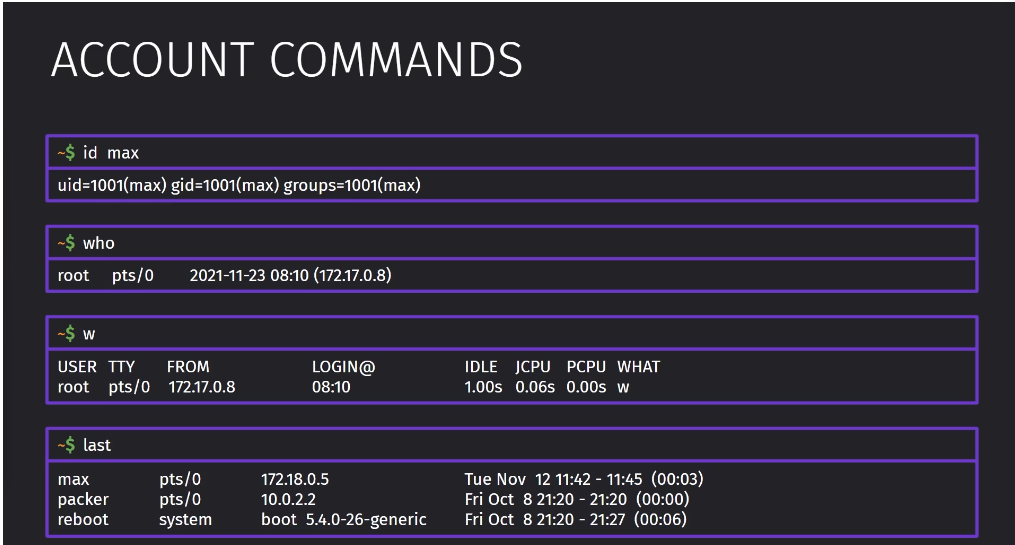 ACCOUNT COMMANDS
~$ id max
uid=1001(max) gid=1001(max) groups=1001(max)
~$ who
root pts/0 2021-11-23 08:10 (172.17.0.8)
~$ w
USER TTY FROM LOGIN@ IDLE JCPU PCPU WHAT
root pts/0 172.17.0.8 08:10 1.00s 0.06s 0.00s w
~$ last
max pts/0 172.18.0.5 Tue Nov 12 11:42 - 11:45 (00:03)
packer pts/0 10.0.2.2 Fri Oct 8 21:20 - 21:20 (00:00)
reboot system boot 5.4.0-26-generic Fri Oct 8 21:20 - 21:27 (00:06)